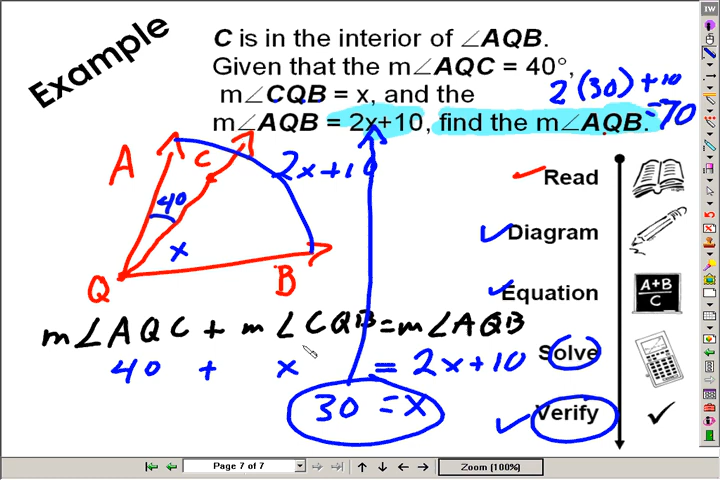 Example
C is in the interior of ∠AQB.
Given that the m∠AQC = 40°,
m∠CQB = x, and the
m∠AQB = 2x+10, find the m∠AQB.
2(30)+10
=70
A
C
2x+10
40
x
Q
B
Read
Diagram
Equation
A+B
C
Solve
Verify
m∠AQC + m∠CQB = m∠AQB
40 + x = 2x+10
30 = x
Page 7 of 7
Zoom [100%]
IW